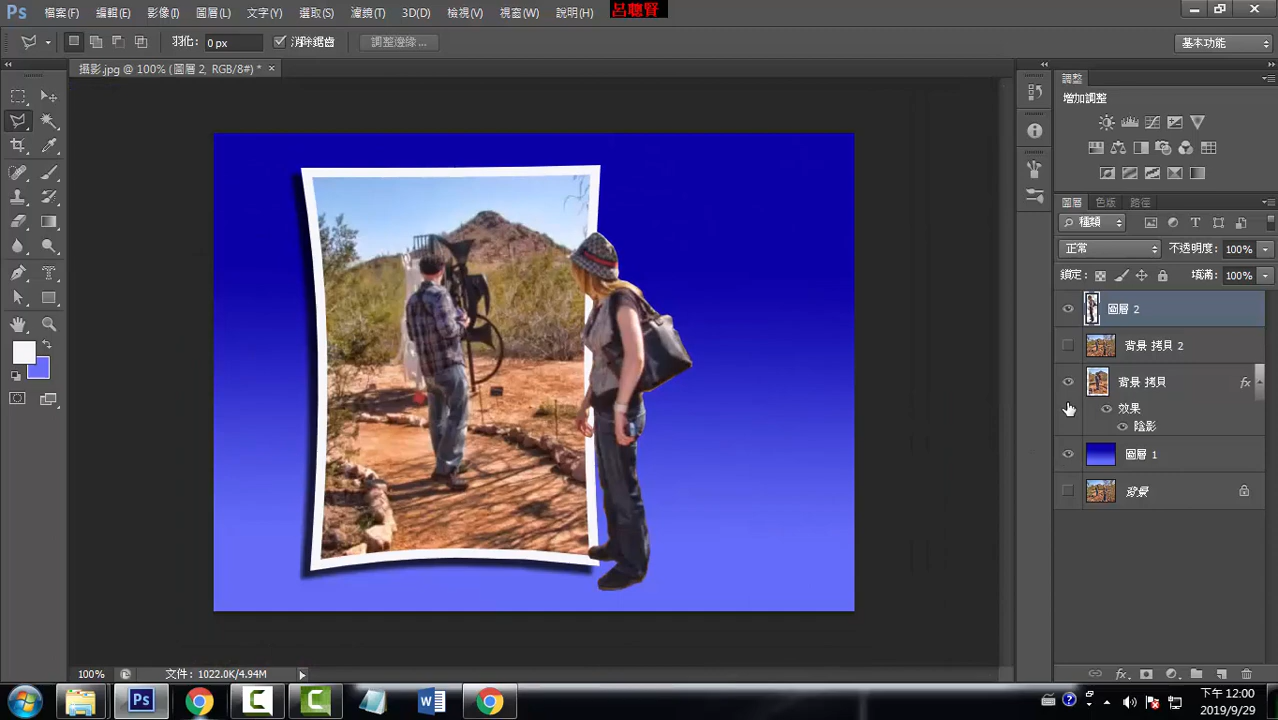 Ps 檔案(F) 編輯(E) 影像(I) 圖層(L) 文字(Y) 選取(S) 濾鏡(T) 3D(D) 檢視(V) 視窗(W) 說明(H) 呂聰賢
羽化: 0 px 消除鋸齒 調整邊緣... 基本功能
攝影.jpg @ 100% (圖層 2, RGB/8#) * ×
調整
增加調整
圖層 色版 路徑
種類
正常 不透明度: 100%
鎖定: 填滿: 100%
圖層 2
背景 拷貝 2
背景 拷貝 fx
效果
陰影
圖層 1
背景
100% 文件: 1022.0K/4.94M
下午 12:00
2019/9/29